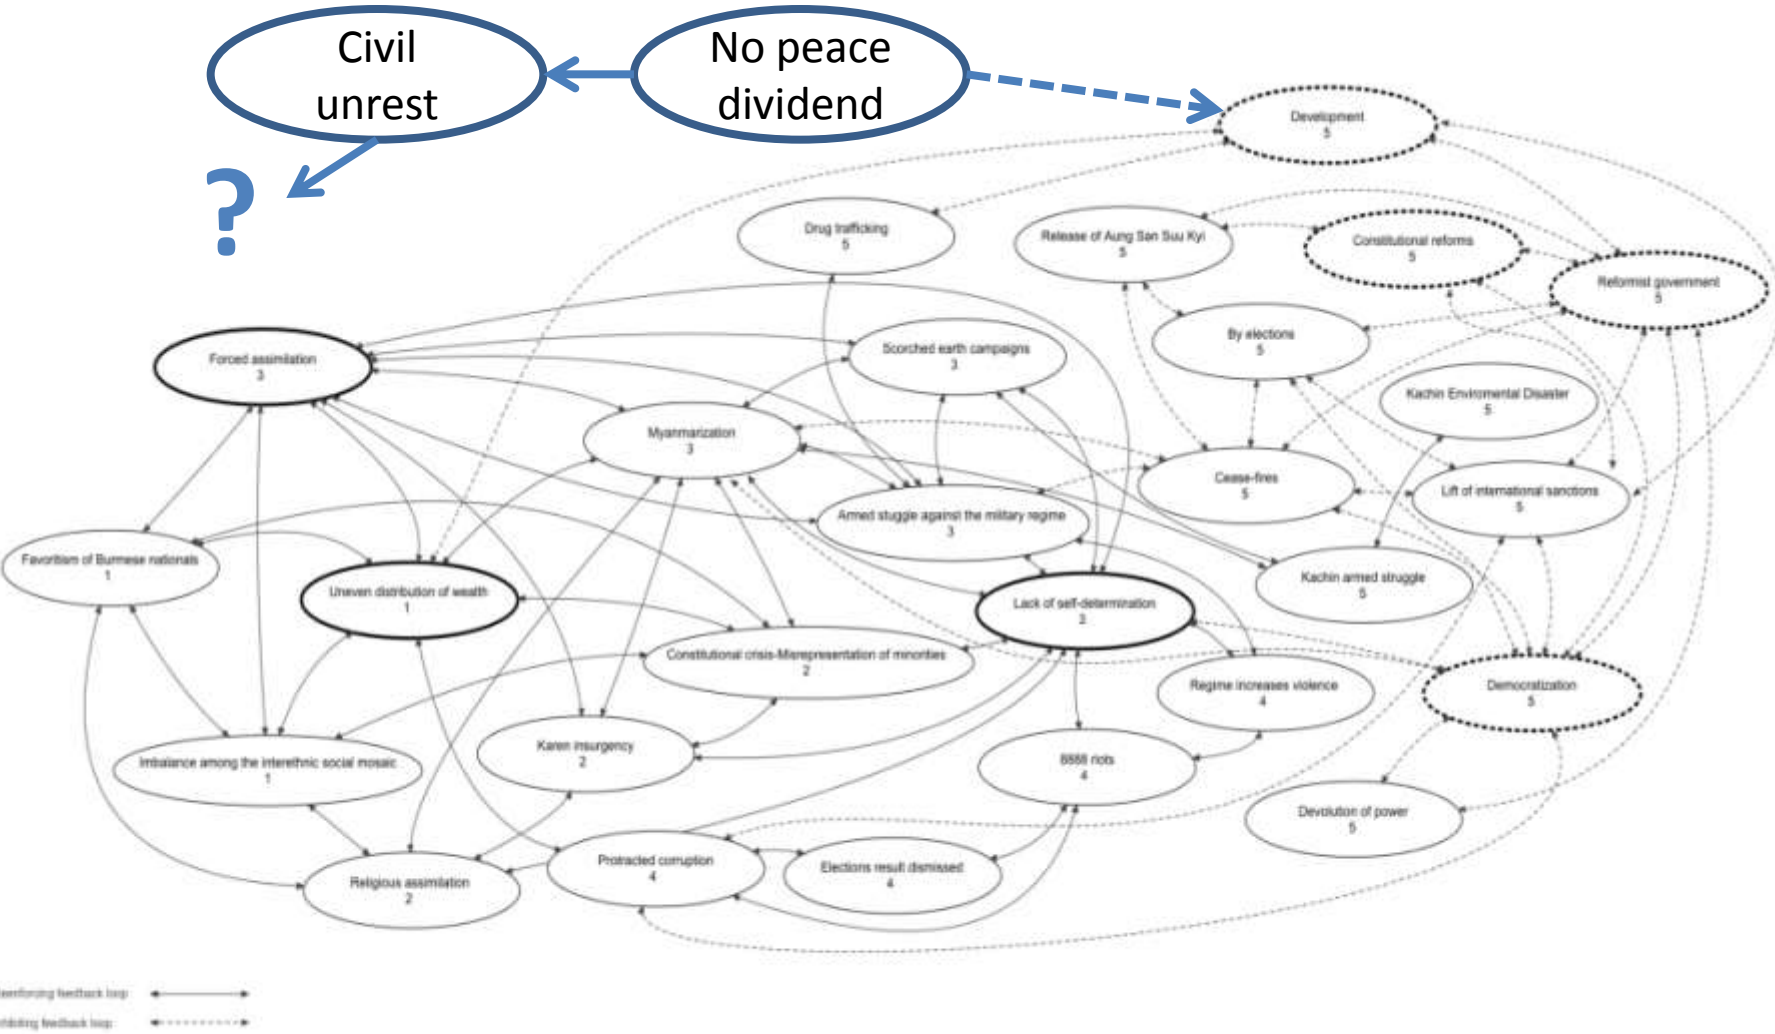 Civil
unrest
No peace
dividend
?
Development
5
Drug trafficking
5
Release of Aung San Suu Kyi
5
Constitutional reforms
5
Reformist government
5
Forced assimilation
3
Scorched earth campaigns
3
By elections
5
Kachin Enviromental Disaster
5
Myanmarization
3
Cease-fires
5
Lift of international sanctions
5
Armed stuggle against the military regime
3
Favoritism of Burmese nationals
1
Uneven distribution of wealth
1
Kachin armed struggle
5
Lack of self-determination
3
Constitutional crisis-Misrepresentation of minorities
2
Regime increases violence
4
Democratization
5
Karen insurgency
2
Imbalance among the interethnic social mosaic
1
8888 riots
4
Devolution of power
5
Protracted corruption
4
Elections result dismissed
4
Religious assimilation
2
feedback loop
feedback loop